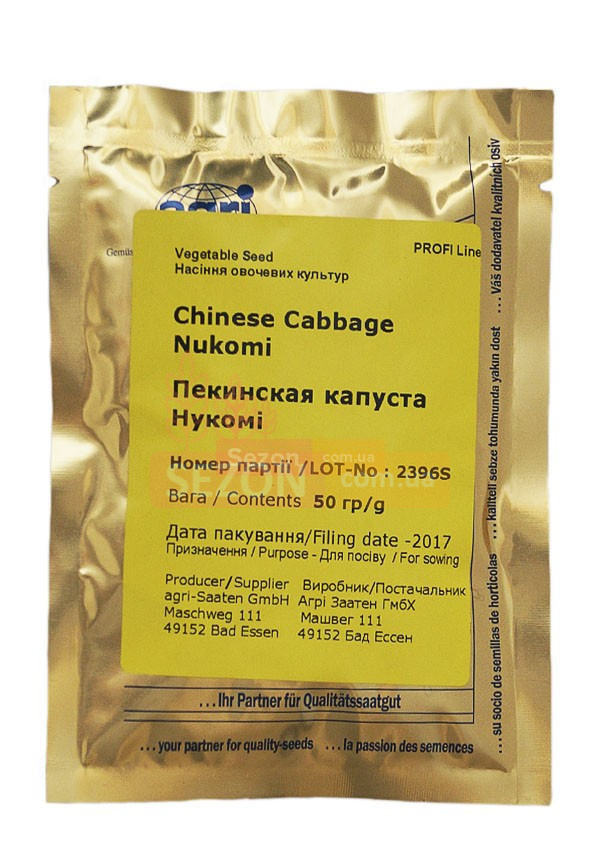 agri
Gemüs
Vegetable Seed
PROFI Line
Насіння овочевих культур
Chinese Cabbage
Nukomi
Пекинская капуста
Нукомі
Sezon.com.ua
SEZON.com.ua
Номер партії /LOT-No : 2396S
Вага / Contents 50 гр/g
Дата пакування/Filing date -2017
Призначення / Purpose - Для посіву / For sowing
Producer/Supplier Виробник/Постачальник
agri-Saaten GmbH Агрі Заатен ГмбХ
Maschweg 111 Машвег 111
49152 Bad Essen 49152 Бад Ессен
...Ihr Partner für Qualitätssaatgut
...your partner for quality-seeds ...la passion des semences
...su socio de semillas de horticolas ...kaliteli sebze tohumunda yakın dost ...Váš dodavatel kvalitních osiv